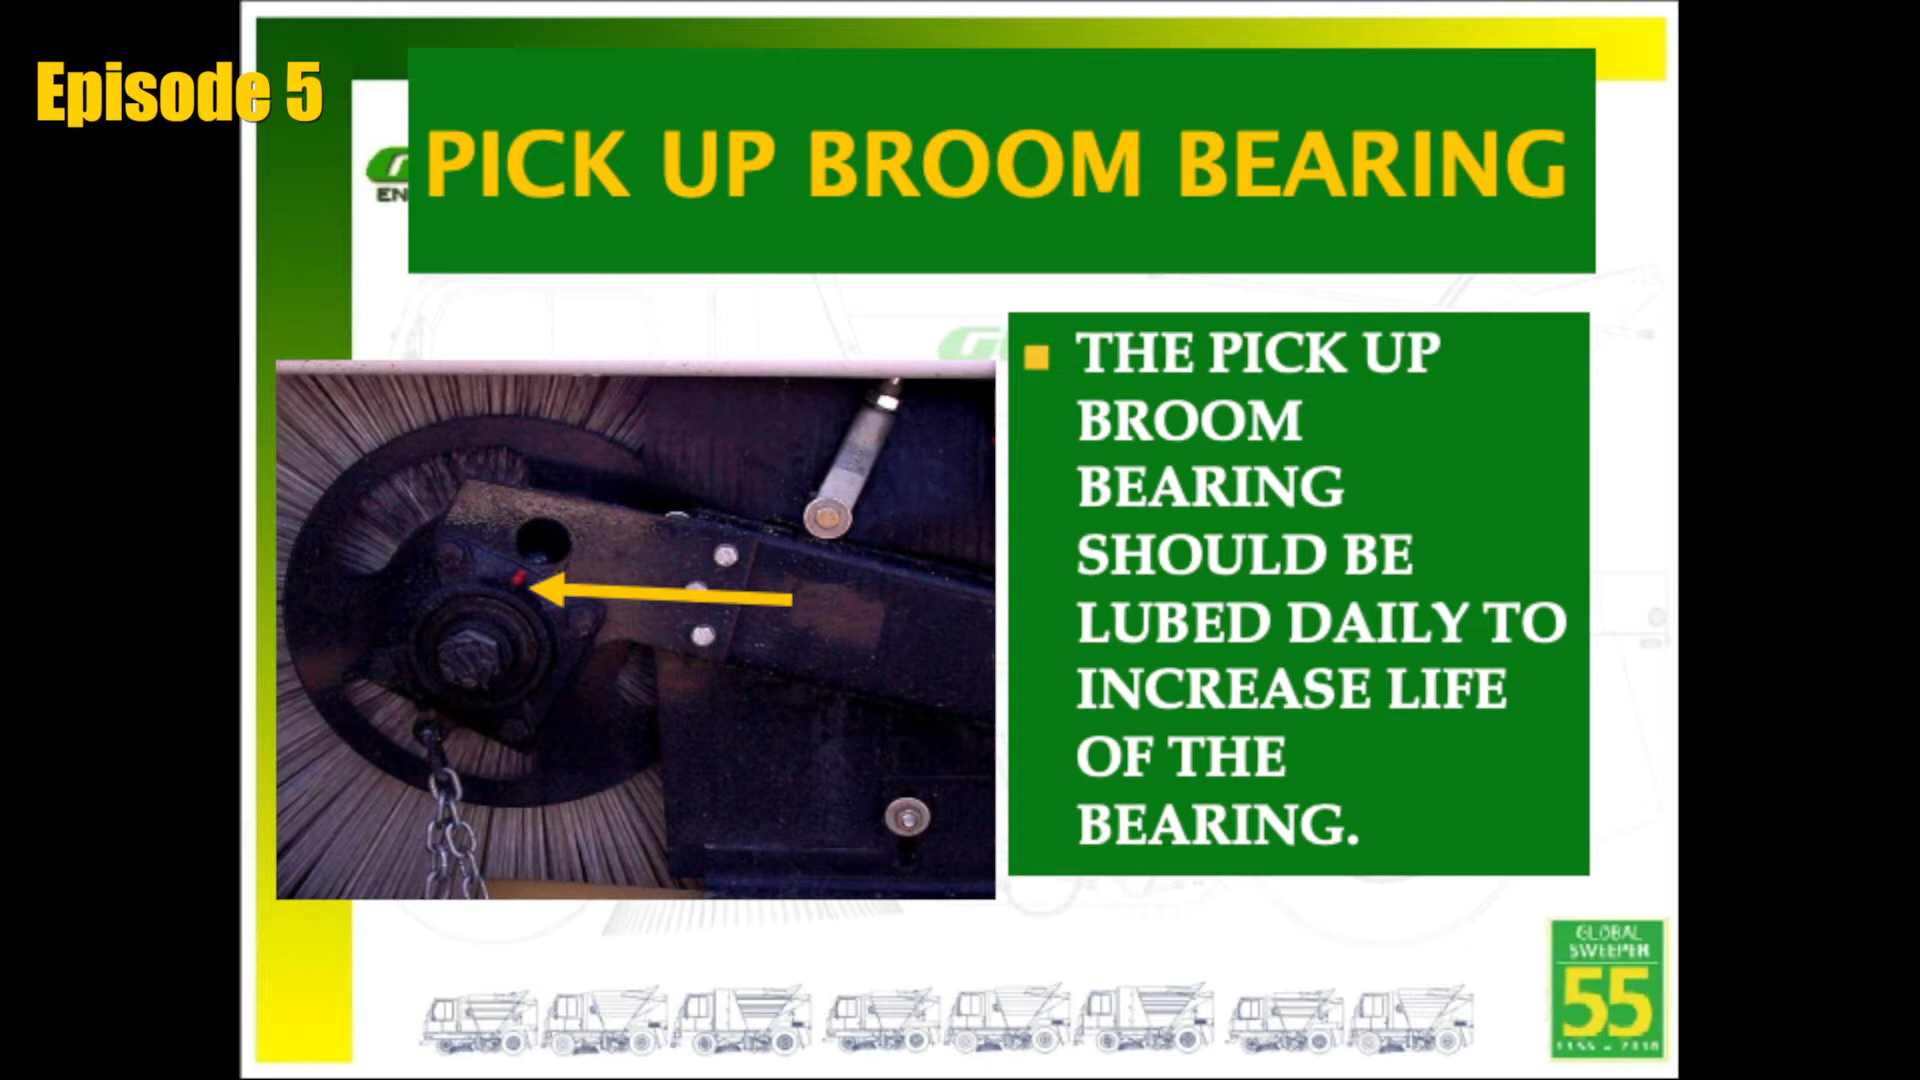 Episode 5
PICK UP BROOM BEARING
THE PICK UP
BROOM
BEARING
SHOULD BE
LUBED DAILY TO
INCREASE LIFE
OF THE
BEARING.
GLOBAL
SWEEPER
55